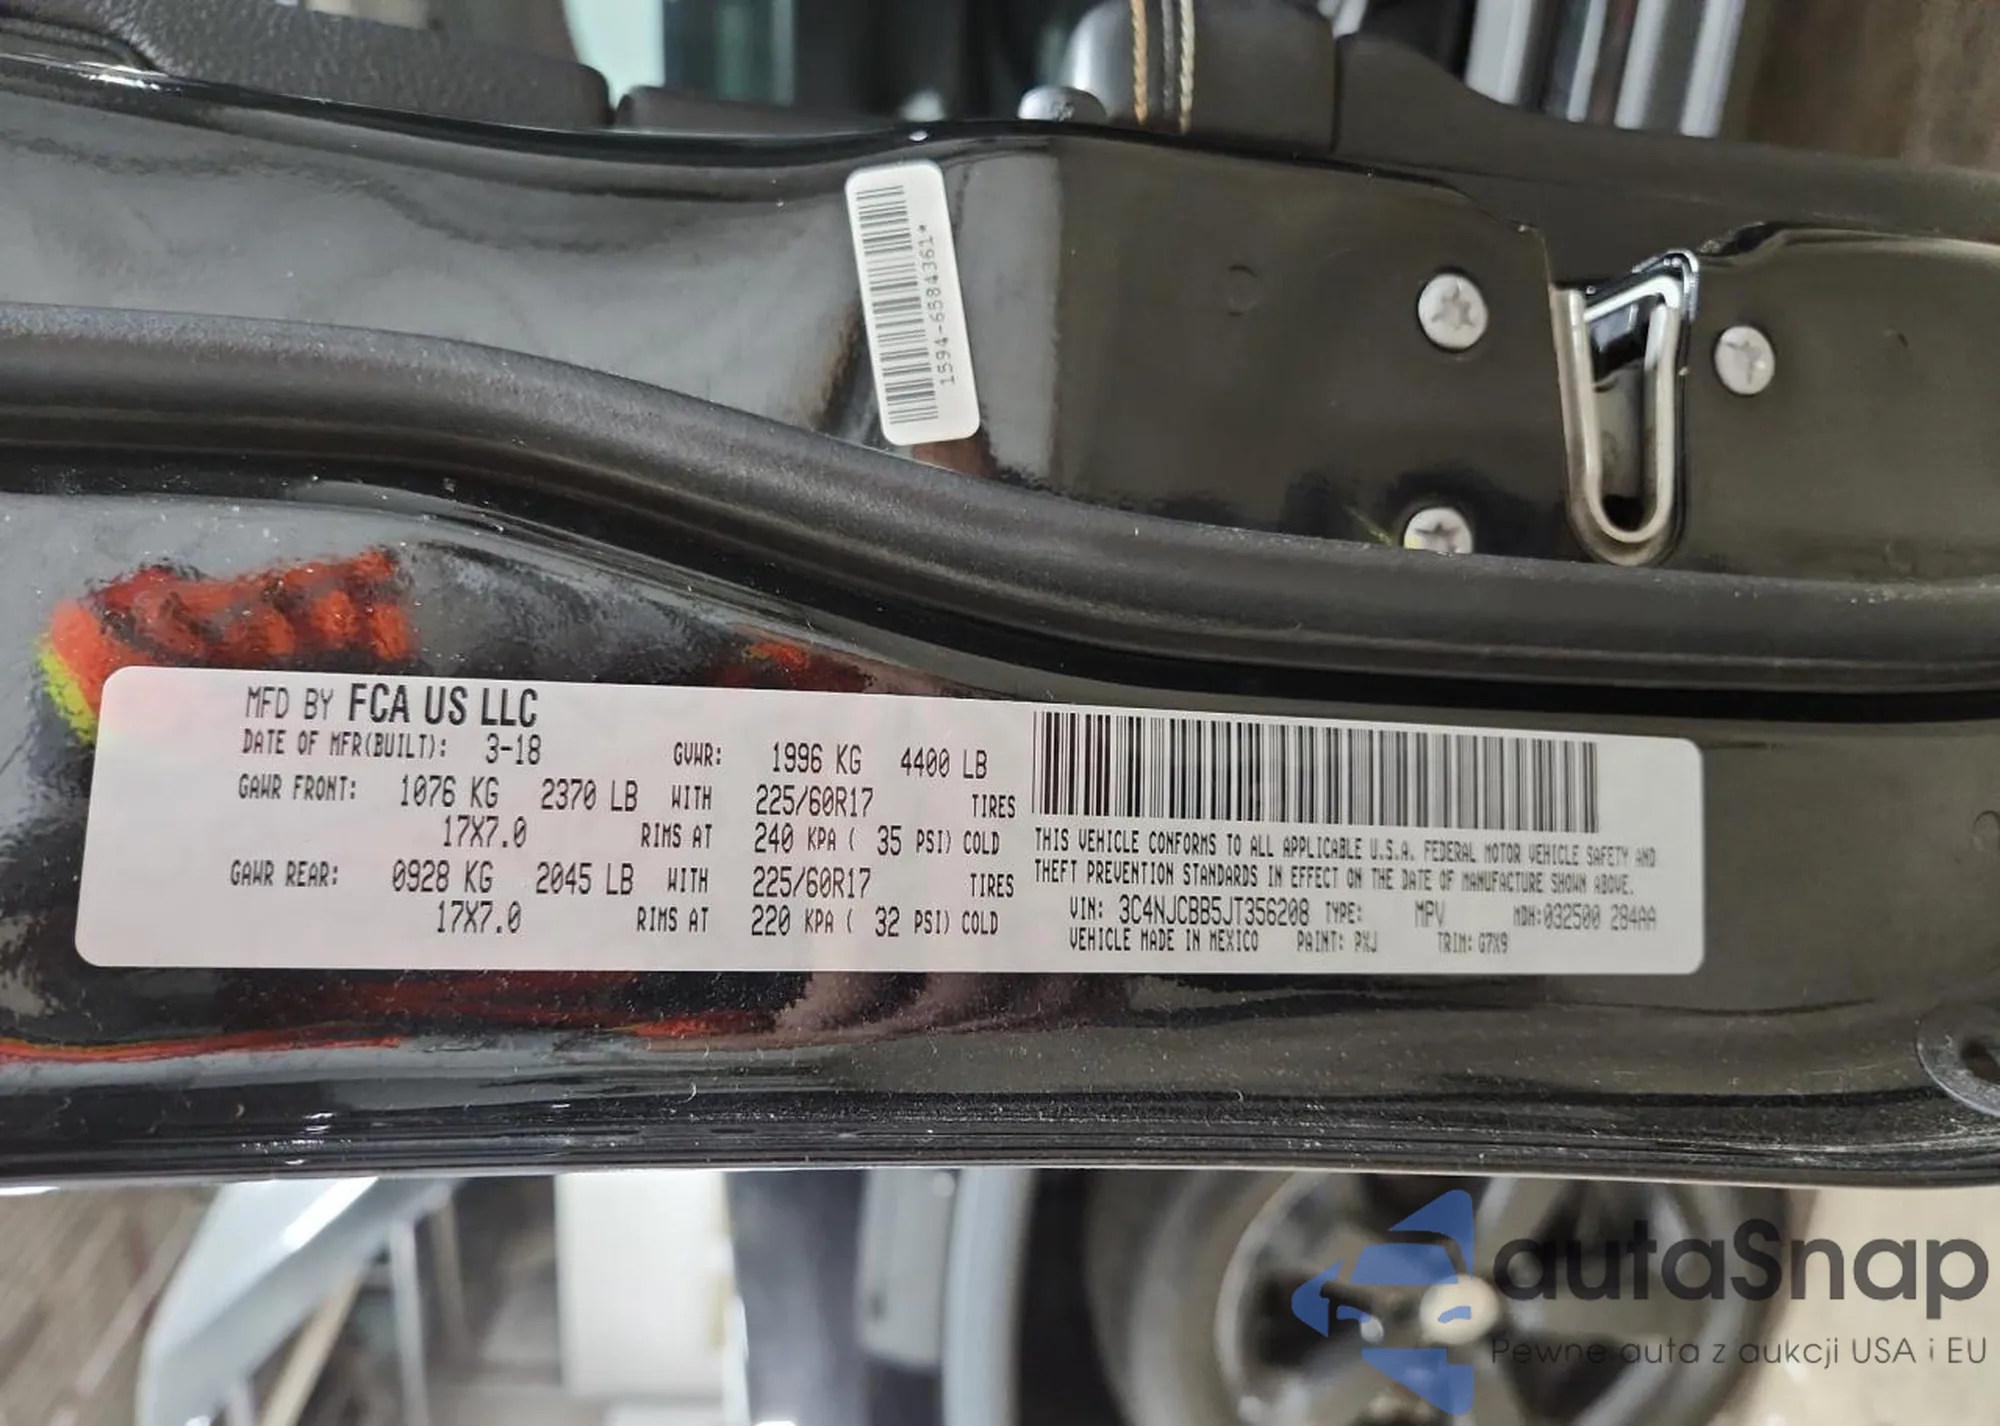 1594-6584361*
MFD BY FCA US LLC
DATE OF MFR(BUILT): 3-18 GVWR: 1996 KG 4400 LB
GAWR FRONT: 1076 KG 2370 LB WITH 225/60R17 TIRES
17X7.0 RIMS AT 240 KPA ( 35 PSI) COLD
GAWR REAR: 0928 KG 2045 LB WITH 225/60R17 TIRES
17X7.0 RIMS AT 220 KPA ( 32 PSI) COLD
THIS VEHICLE CONFORMS TO ALL APPLICABLE U.S.A. FEDERAL MOTOR VEHICLE SAFETY AND
THEFT PREVENTION STANDARDS IN EFFECT ON THE DATE OF MANUFACTURE SHOWN ABOVE.
VIN: 3C4NJCBB5JT356208 TYPE: MPV MDH:032500 284AA
VEHICLE MADE IN MEXICO PAINT: PXJ TRIM: G7X9
autaSnap
Pewne auta z aukcji USA i EU